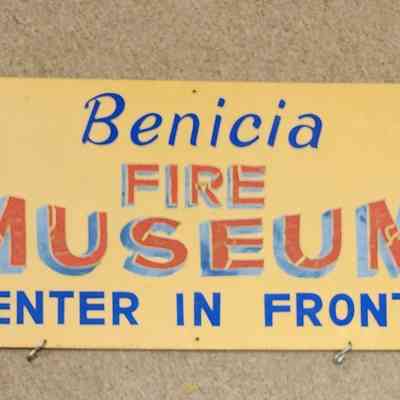 Benicia
FIRE
MUSEUM
ENTER IN FRONT